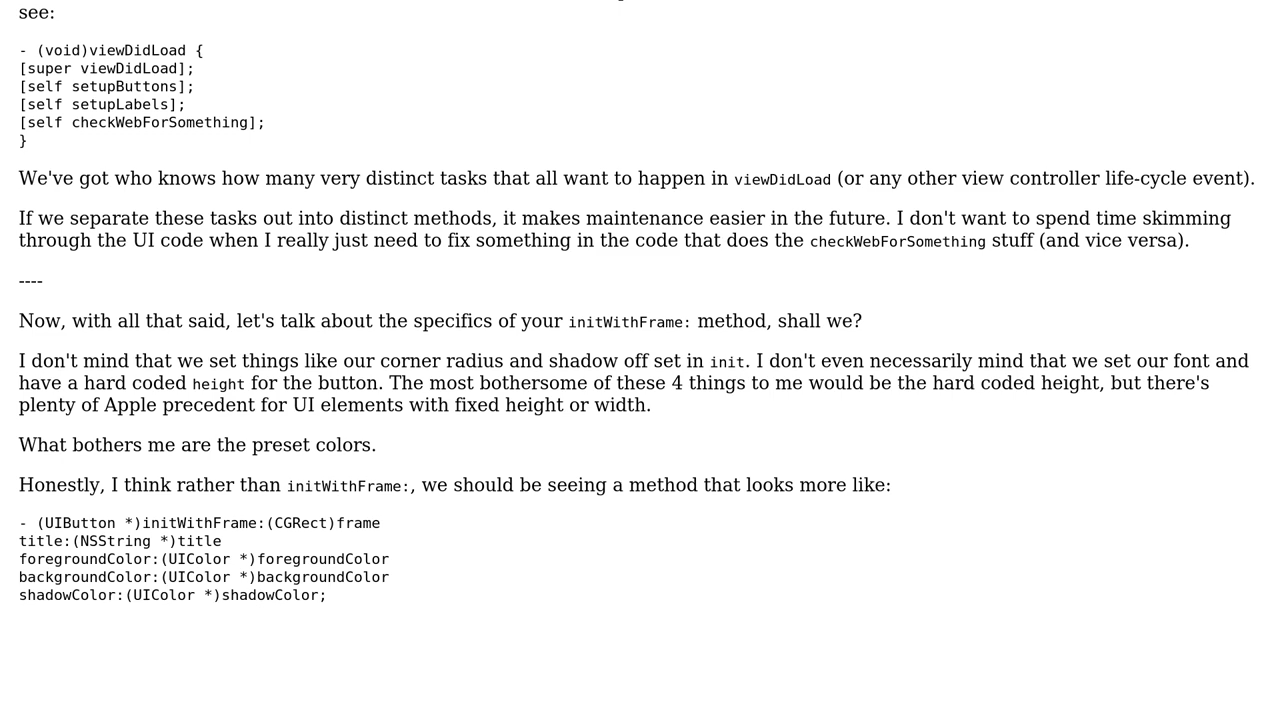 see:
- (void)viewDidLoad {
[super viewDidLoad];
[self setupButtons];
[self setupLabels];
[self checkWebForSomething];
}
We've got who knows how many very distinct tasks that all want to happen in viewDidLoad (or any other view controller life-cycle event).
If we separate these tasks out into distinct methods, it makes maintenance easier in the future. I don't want to spend time skimming
through the UI code when I really just need to fix something in the code that does the checkWebForSomething stuff (and vice versa).
----
Now, with all that said, let's talk about the specifics of your initWithFrame: method, shall we?
I don't mind that we set things like our corner radius and shadow off set in init. I don't even necessarily mind that we set our font and
have a hard coded height for the button. The most bothersome of these 4 things to me would be the hard coded height, but there's
plenty of Apple precedent for UI elements with fixed height or width.
What bothers me are the preset colors.
Honestly, I think rather than initWithFrame:, we should be seeing a method that looks more like:
- (UIButton *)initWithFrame:(CGRect)frame
title:(NSString *)title
foregroundColor:(UIColor *)foregroundColor
backgroundColor:(UIColor *)backgroundColor
shadowColor:(UIColor *)shadowColor;